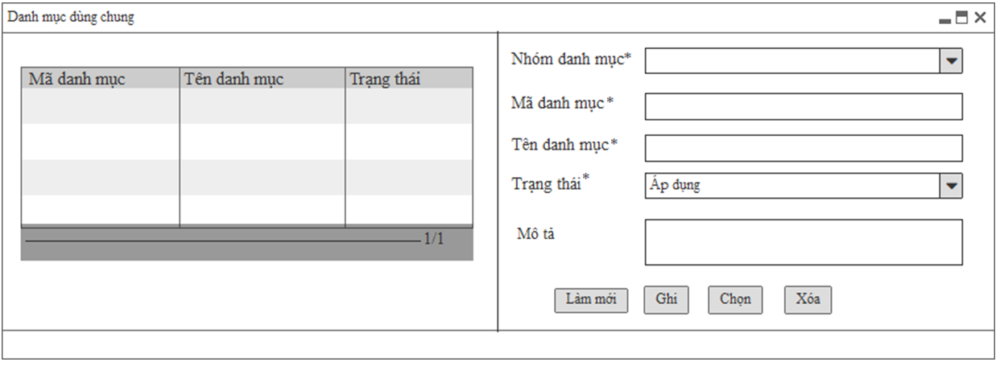 Danh mục dùng chung
Mã danh mục Tên danh mục Trạng thái
1/1
Nhóm danh mục*
Mã danh mục*
Tên danh mục*
Trạng thái* Áp dụng
Mô tả
Làm mới Ghi Chọn Xóa